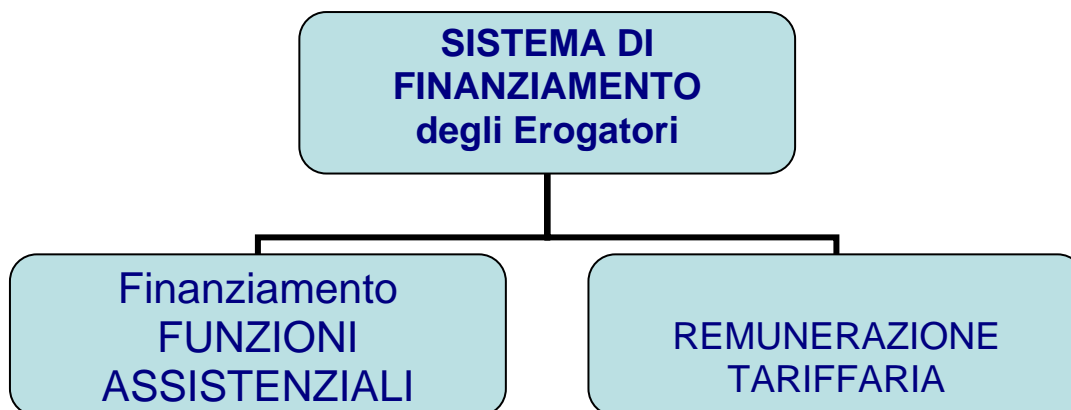 SISTEMA DI
FINANZIAMENTO
degli Erogatori
Finanziamento
FUNZIONI
ASSISTENZIALI
REMUNERAZIONE
TARIFFARIA